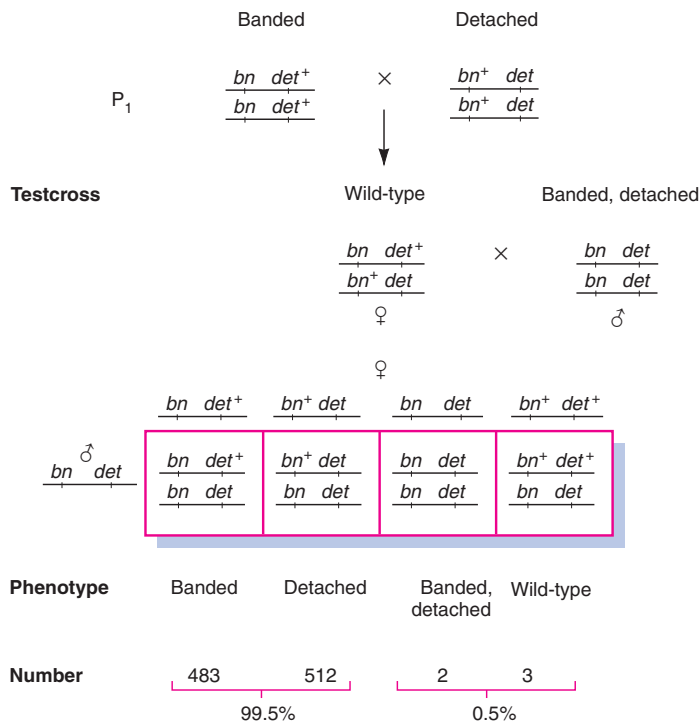 Banded Detached
bn det+ × bn+ det
P1
bn det+ bn+ det
Testcross Wild-type Banded, detached
bn det+ × bn det
bn+ det bn det
♀ ♂
♀
bn det+ bn+ det bn det bn+ det+
♂
bn det
bn det+ bn+ det bn det bn+ det+
bn det bn det bn det bn det
Phenotype Banded Detached Banded, detached Wild-type
Number 483 512 2 3
99.5% 0.5%